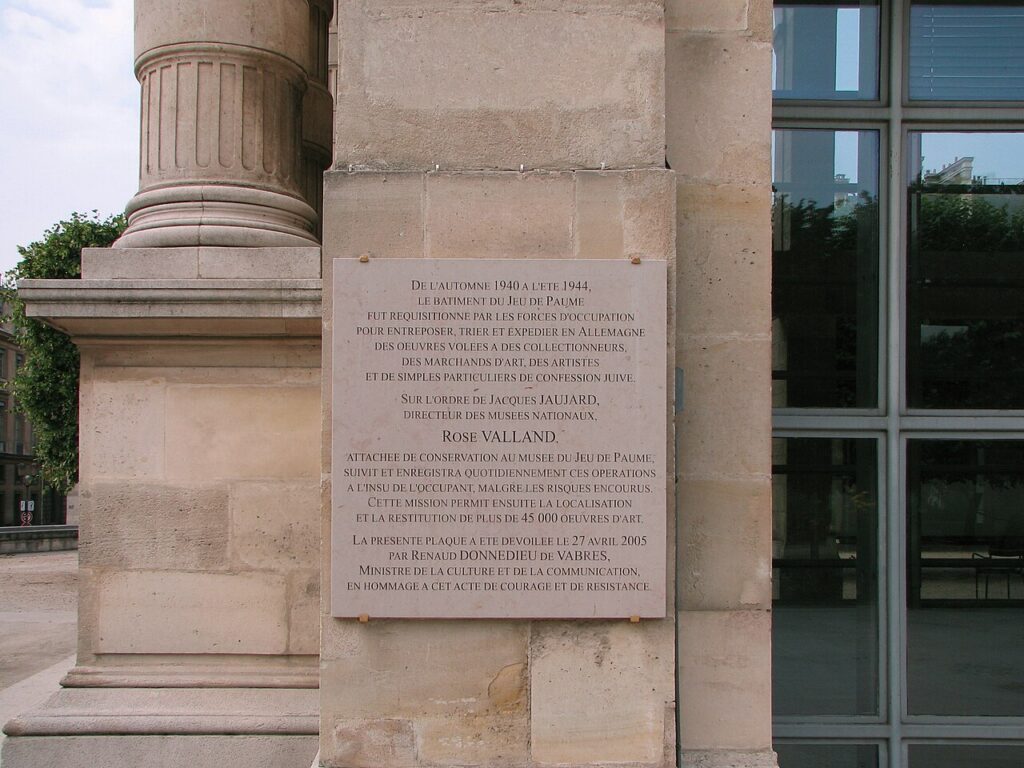 DE L'AUTOMNE 1940 A L'ETE 1944,
LE BATIMENT DU JEU DE PAUME
FUT REQUISITIONNE PAR LES FORCES D'OCCUPATION
POUR ENTREPOSER, TRIER ET EXPEDIER EN ALLEMAGNE
DES OEUVRES VOLEES A DES COLLECTIONNEURS,
DES MARCHANDS D'ART, DES ARTISTES
ET DE SIMPLES PARTICULIERS DE CONFESSION JUIVE.
SUR L'ORDRE DE JACQUES JAUJARD,
DIRECTEUR DES MUSEES NATIONAUX,
ROSE VALLAND,
ATTACHEE DE CONSERVATION AU MUSEE DU JEU DE PAUME,
SUIVIT ET ENREGISTRA QUOTIDIENNEMENT CES OPERATIONS
A L'INSU DE L'OCCUPANT, MALGRE LES RISQUES ENCOURUS.
CETTE MISSION PERMIT ENSUITE LA LOCALISATION
ET LA RESTITUTION DE PLUS DE 45 000 OEUVRES D'ART.
LA PRESENTE PLAQUE A ETE DEVOILEE LE 27 AVRIL 2005
PAR RENAUD DONNEDIEU DE VABRES,
MINISTRE DE LA CULTURE ET DE LA COMMUNICATION,
EN HOMMAGE A CET ACTE DE COURAGE ET DE RESISTANCE.